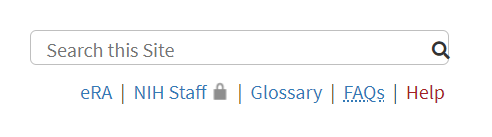 Search this Site
eRA | NIH Staff | Glossary | FAQs | Help